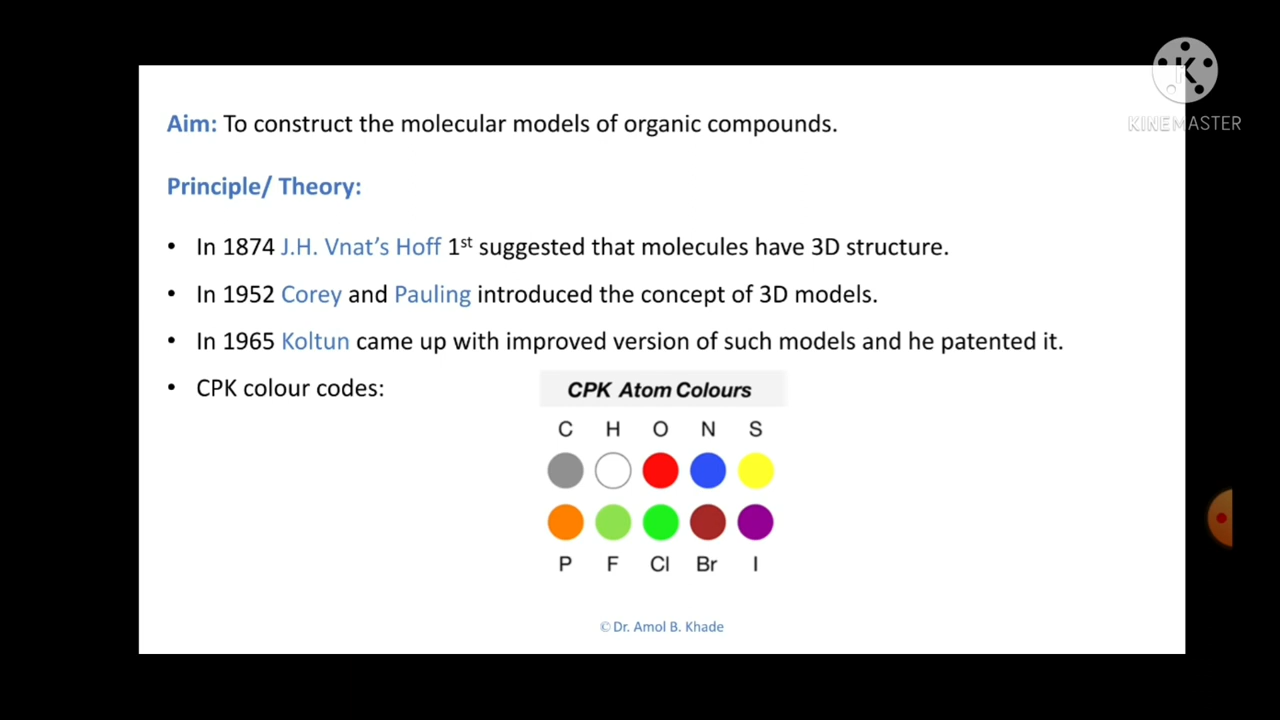 K
KINEMASTER
Aim: To construct the molecular models of organic compounds.
Principle/ Theory:
• In 1874 J.H. Vnat's Hoff 1st suggested that molecules have 3D structure.
• In 1952 Corey and Pauling introduced the concept of 3D models.
• In 1965 Koltun came up with improved version of such models and he patented it.
• CPK colour codes:
CPK Atom Colours
C H O N S
P F Cl Br I
© Dr. Amol B. Khade